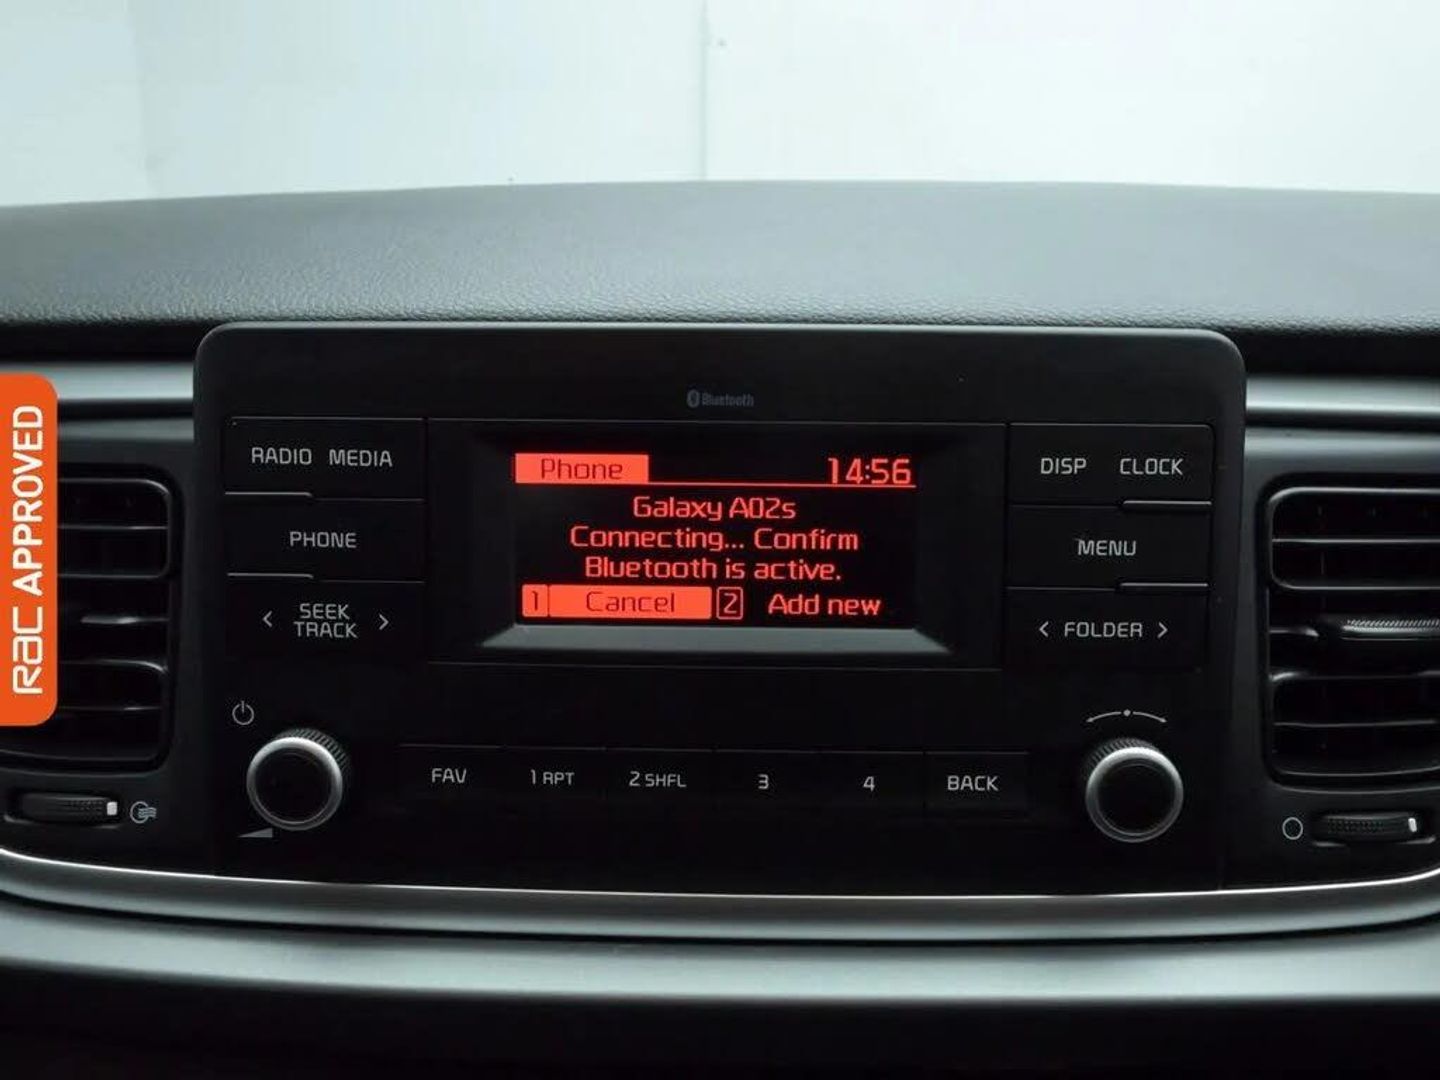 Bluetooth
RADIO MEDIA
PHONE
< SEEK TRACK >
Phone 14:56
Galaxy A02s
Connecting... Confirm
Bluetooth is active.
1 Cancel 2 Add new
DISP CLOCK
MENU
< FOLDER >
FAV 1 RPT 2 SHFL 3 4 BACK
RAC APPROVED